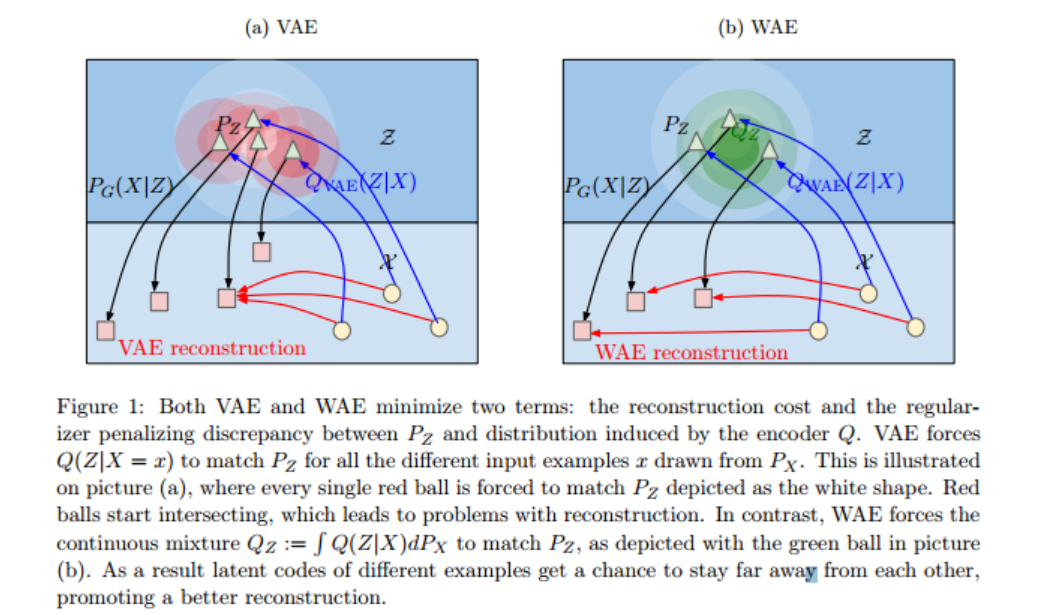 (a) VAE
(b) WAE
P_Z
𝒵
P_G(X|Z)
Q_VAE(Z|X)
𝒳
VAE reconstruction
P_Z
Q_Z
𝒵
P_G(X|Z)
Q_WAE(Z|X)
𝒳
WAE reconstruction
Figure 1: Both VAE and WAE minimize two terms: the reconstruction cost and the regular-
izer penalizing discrepancy between P_Z and distribution induced by the encoder Q. VAE forces
Q(Z|X = x) to match P_Z for all the different input examples x drawn from P_X. This is illustrated
on picture (a), where every single red ball is forced to match P_Z depicted as the white shape. Red
balls start intersecting, which leads to problems with reconstruction. In contrast, WAE forces the
continuous mixture Q_Z := ∫ Q(Z|X)dP_X to match P_Z, as depicted with the green ball in picture
(b). As a result latent codes of different examples get a chance to stay far away from each other,
promoting a better reconstruction.